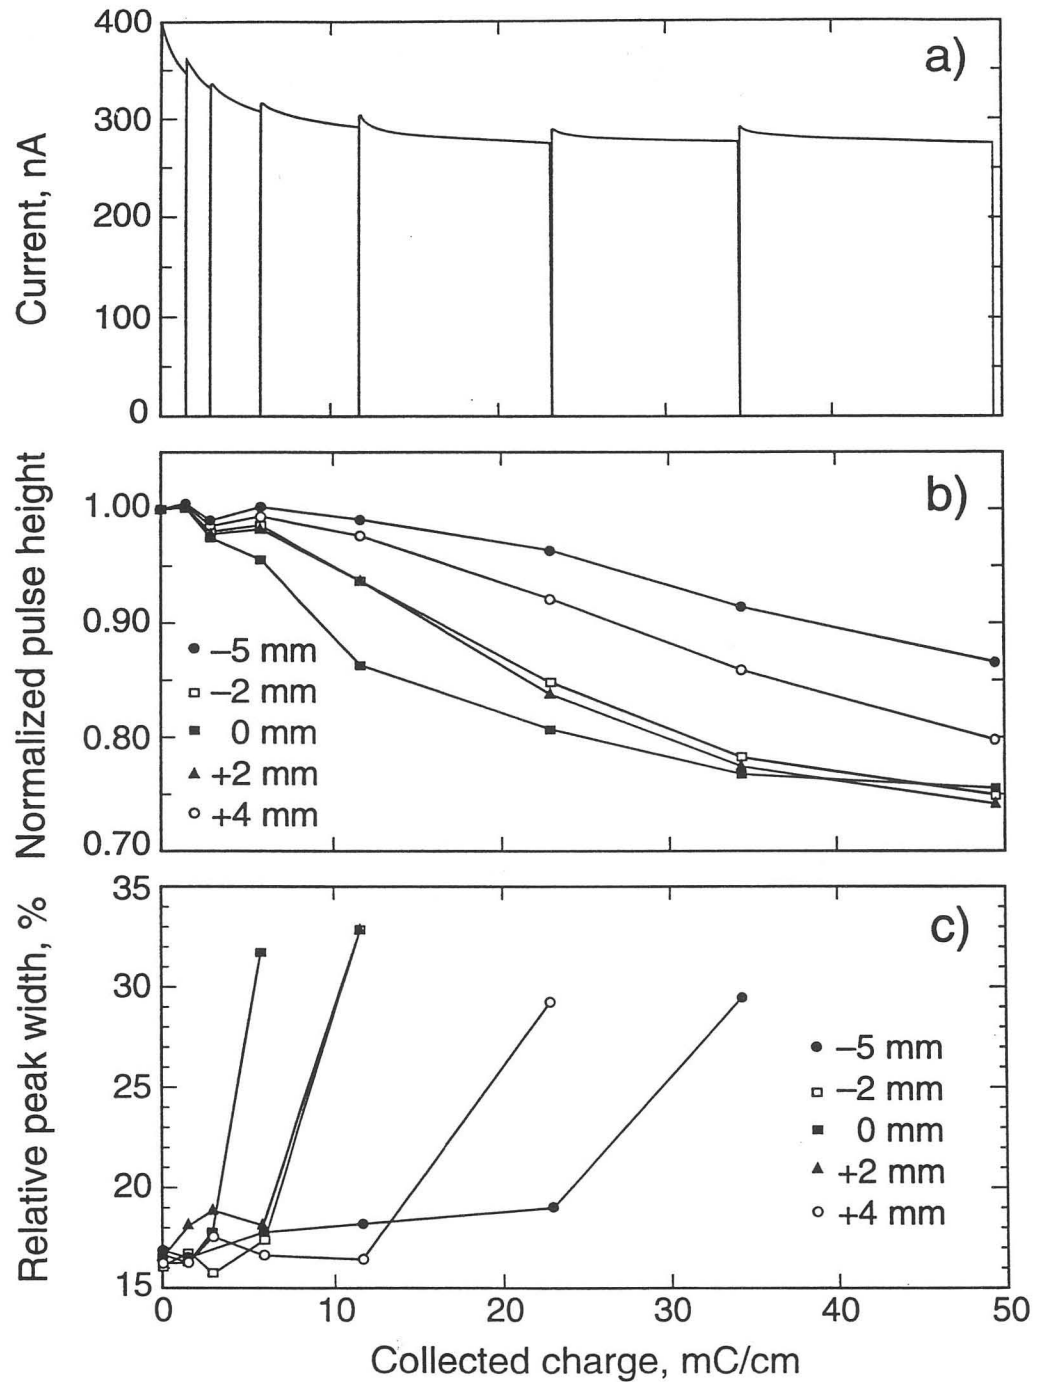 a)
400
300
200
100
0
Current, nA
b)
1.00
0.90
0.80
0.70
Normalized pulse height
–5 mm
–2 mm
0 mm
+2 mm
+4 mm
c)
35
30
25
20
15
Relative peak width, %
–5 mm
–2 mm
0 mm
+2 mm
+4 mm
0 10 20 30 40 50
Collected charge, mC/cm